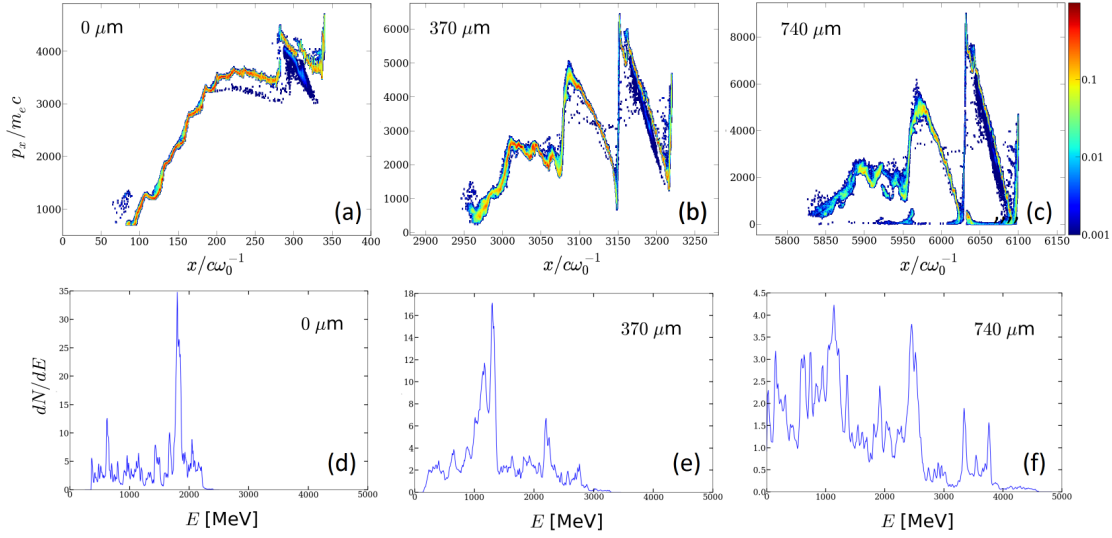 0 μm
(a)
p_x/m_e c
4000
3000
2000
1000
0 50 100 150 200 250 300 350 400
x/cω₀⁻¹
370 μm
(b)
6000
5000
4000
3000
2000
1000
0
2900 2950 3000 3050 3100 3150 3200 3250
x/cω₀⁻¹
740 μm
(c)
8000
6000
4000
2000
0
5800 5850 5900 5950 6000 6050 6100 6150
x/cω₀⁻¹
0.1
0.01
0.001
0 μm
(d)
dN/dE
35
30
25
20
15
10
5
0
0 1000 2000 3000 4000 5000
E [MeV]
370 μm
(e)
18
16
14
12
10
8
6
4
2
0
0 1000 2000 3000 4000 5000
E [MeV]
740 μm
(f)
4.5
4.0
3.5
3.0
2.5
2.0
1.5
1.0
0.5
0.0
0 1000 2000 3000 4000 5000
E [MeV]